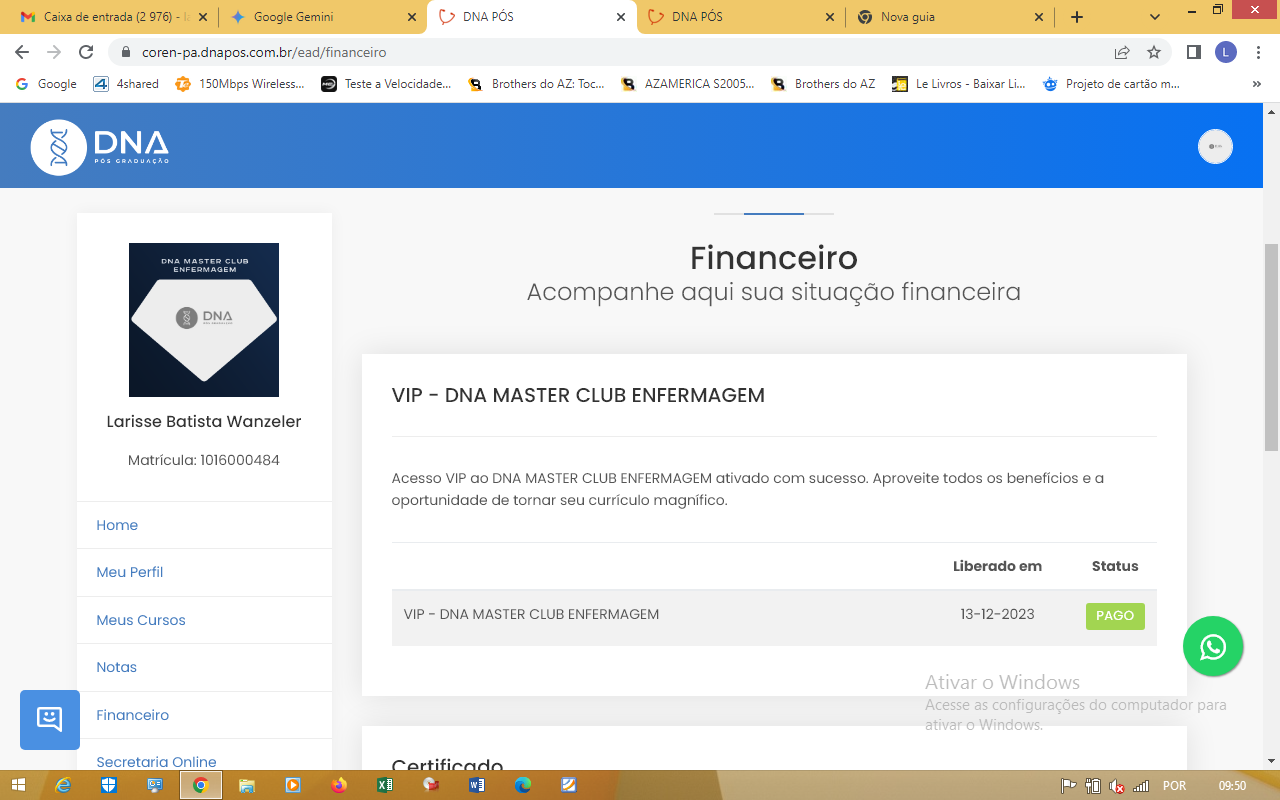 Caixa de entrada (2 976) - la
Google Gemini
DNA PÓS
DNA PÓS
Nova guia
coren-pa.dnapos.com.br/ead/financeiro
L
Google
4shared
150Mbps Wireless...
Teste a Velocidade...
Brothers do AZ: Toc...
AZAMERICA S2005...
Brothers do AZ
Le Livros - Baixar Li...
Projeto de cartão m...
DNA
PÓS GRADUAÇÃO
DNA MASTER CLUB
ENFERMAGEM
DNA
PÓS GRADUAÇÃO
Larisse Batista Wanzeler
Matrícula: 1016000484
Home
Meu Perfil
Meus Cursos
Notas
Financeiro
Secretaria Online
Financeiro
Acompanhe aqui sua situação financeira
VIP - DNA MASTER CLUB ENFERMAGEM
Acesso VIP ao DNA MASTER CLUB ENFERMAGEM ativado com sucesso. Aproveite todos os benefícios e a
oportunidade de tornar seu currículo magnífico.
Liberado em Status
VIP - DNA MASTER CLUB ENFERMAGEM 13-12-2023 PAGO
Certificado
Ativar o Windows
Acesse as configurações do computador para
ativar o Windows.
POR
09:50